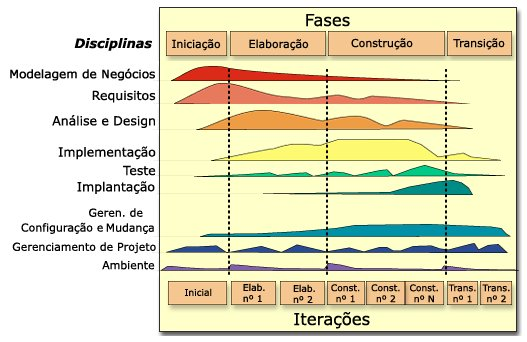 Fases
Disciplinas
Iniciação Elaboração Construção Transição
Modelagem de Negócios
Requisitos
Análise e Design
Implementação
Teste
Implantação
Geren. de
Configuração e Mudança
Gerenciamento de Projeto
Ambiente
Inicial
Elab.
nº 1
Elab.
nº 2
Const.
nº 1
Const.
nº 2
Const.
nº N
Trans.
nº 1
Trans.
nº 2
Iterações